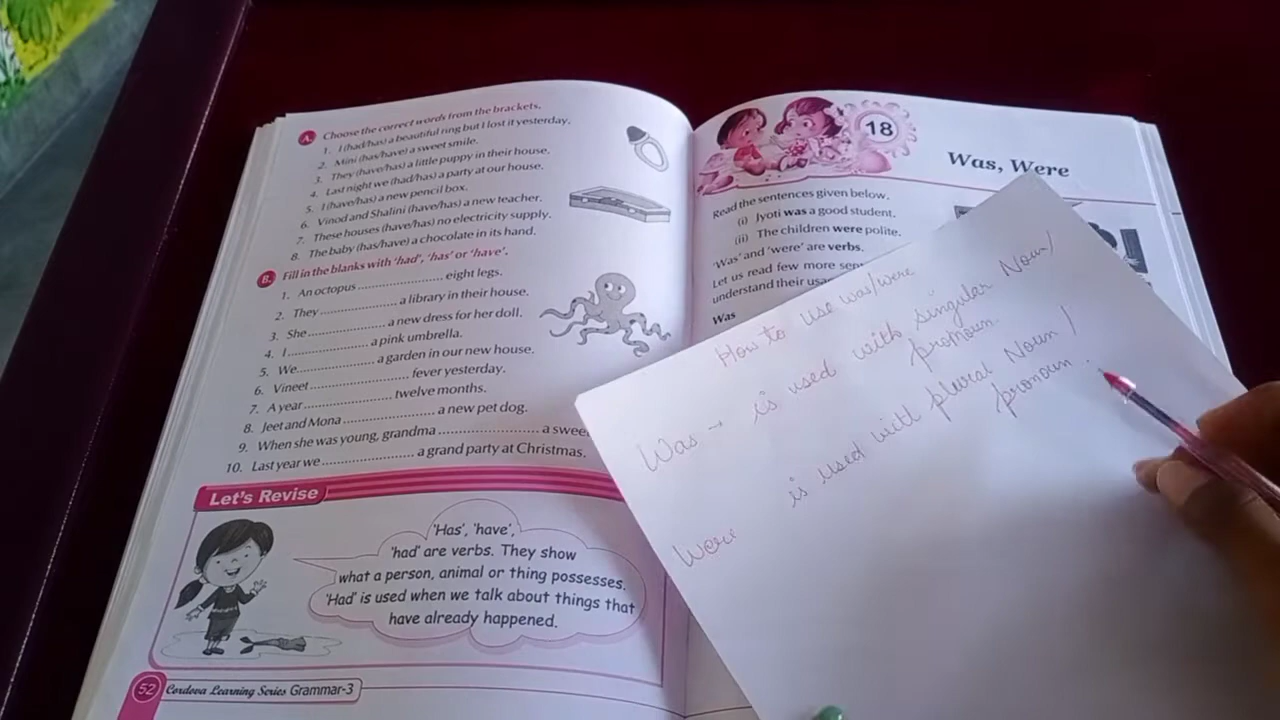 A. Choose the correct words from the brackets.
1. I (had/has) a beautiful ring but I lost it yesterday.
2. Mini (has/have) a sweet smile.
3. They (have/has) a little puppy in their house.
4. Last night we (had/has) a party at our house.
5. I (have/has) a new pencil box.
6. Vinod and Shalini (have/has) a new teacher.
7. These houses (have/has) no electricity supply.
8. The baby (has/have) a chocolate in its hand.
B. Fill in the blanks with 'had', 'has' or 'have'.
1. An octopus .................... eight legs.
2. They .................... a library in their house.
3. She .................... a new dress for her doll.
4. I .................... a pink umbrella.
5. We .................... a garden in our new house.
6. Vineet .................... fever yesterday.
7. A year .................... twelve months.
8. Jeet and Mona .................... a new pet dog.
9. When she was young, grandma .................... a sweet
10. Last year we .................... a grand party at Christmas.
Let's Revise
'Has', 'have',
'had' are verbs. They show
what a person, animal or thing possesses.
'Had' is used when we talk about things that
have already happened.
52 Cordova Learning Series Grammar-3
18
Was, Were
Read the sentences given below.
(i) Jyoti was a good student.
(ii) The children were polite.
'Was' and 'were' are verbs.
Let us read few more
understand their
Was
How to use was/were
Was → is used with singular Noun/
pronoun.
Were is used with plural Noun/
pronoun.